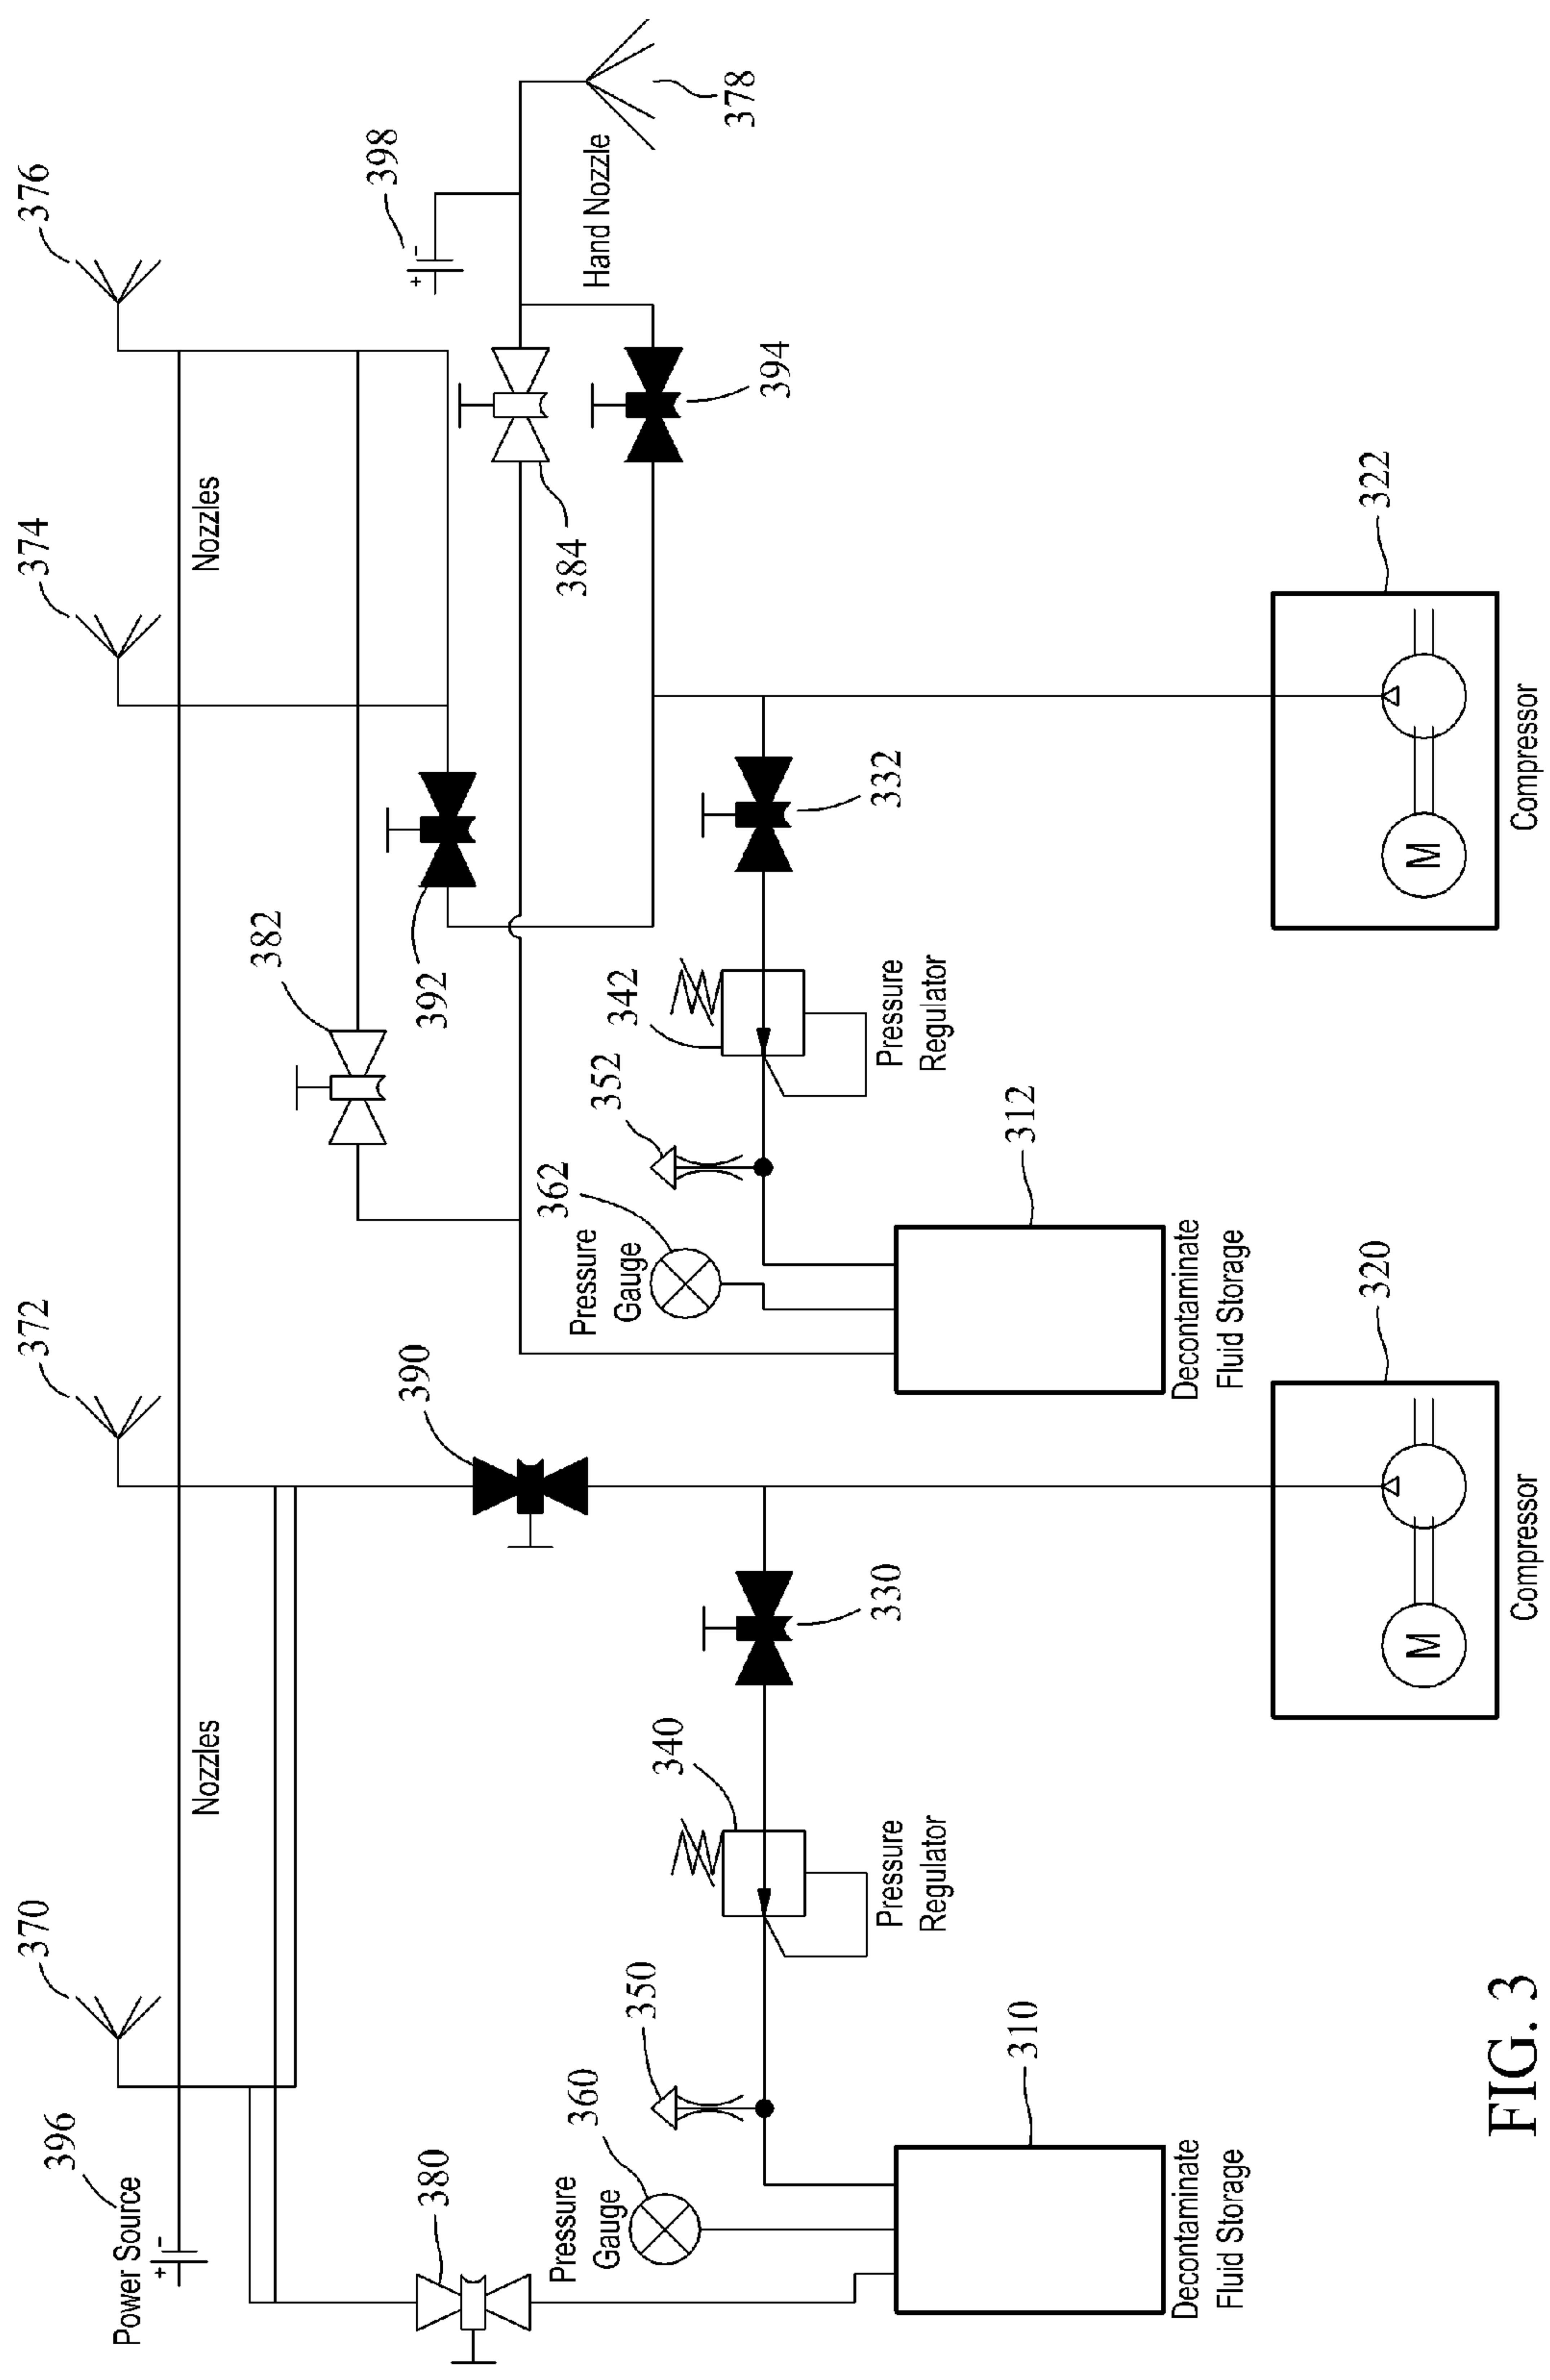 370
372
374
376
396
Power Source
+ -
Nozzles
Nozzles
382
398
+ -
380
390
392
Pressure
Gauge
360
Pressure
Gauge
362
384
Hand Nozzle
350
340
352
342
378
394
330
332
Pressure
Regulator
Pressure
Regulator
310
312
Decontaminate
Fluid Storage
Decontaminate
Fluid Storage
320
322
M
M
Compressor
Compressor
FIG. 3